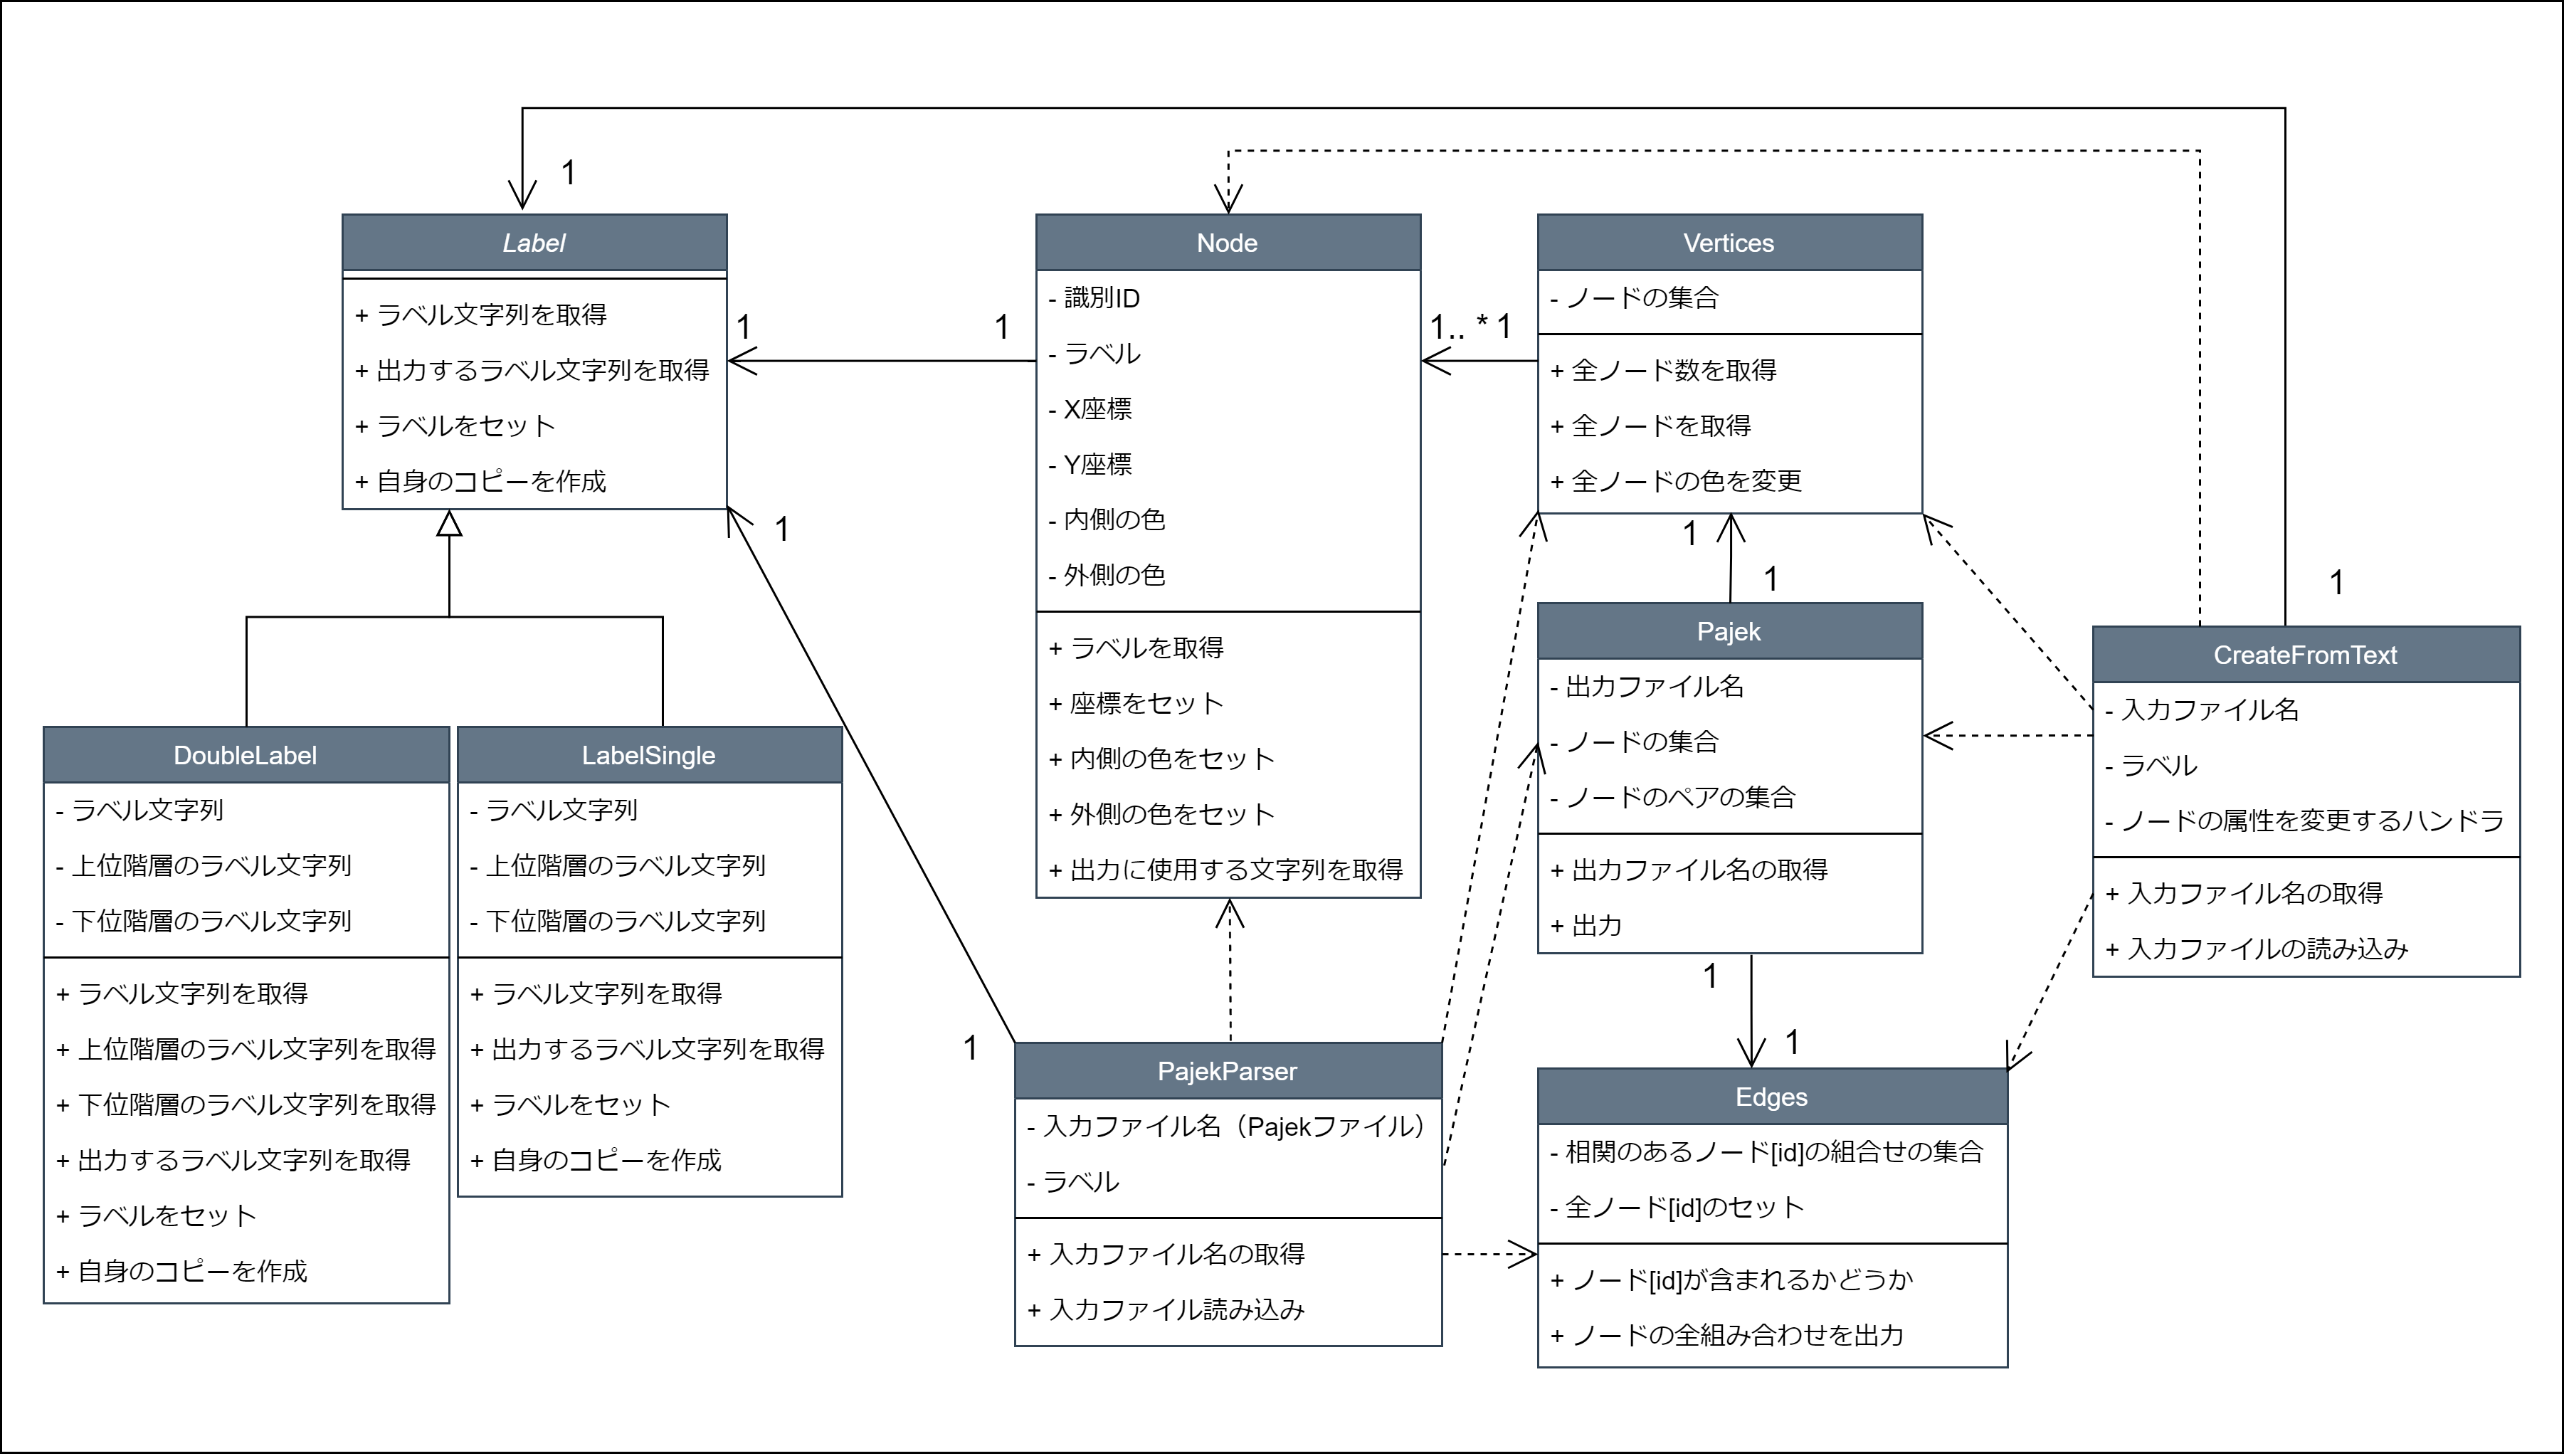 1
Label
+ ラベル文字列を取得
+ 出力するラベル文字列を取得
+ ラベルをセット
+ 自身のコピーを作成
1
1
1
Node
- 識別ID
- ラベル
- X座標
- Y座標
- 内側の色
- 外側の色
+ ラベルを取得
+ 座標をセット
+ 内側の色をセット
+ 外側の色をセット
+ 出力に使用する文字列を取得
1.. * 1
Vertices
- ノードの集合
+ 全ノード数を取得
+ 全ノードを取得
+ 全ノードの色を変更
1
1
Pajek
- 出力ファイル名
- ノードの集合
- ノードのペアの集合
+ 出力ファイル名の取得
+ 出力
1
1
1
CreateFromText
- 入力ファイル名
- ラベル
- ノードの属性を変更するハンドラ
+ 入力ファイル名の取得
+ 入力ファイルの読み込み
DoubleLabel
- ラベル文字列
- 上位階層のラベル文字列
- 下位階層のラベル文字列
+ ラベル文字列を取得
+ 上位階層のラベル文字列を取得
+ 下位階層のラベル文字列を取得
+ 出力するラベル文字列を取得
+ ラベルをセット
+ 自身のコピーを作成
LabelSingle
- ラベル文字列
- 上位階層のラベル文字列
- 下位階層のラベル文字列
+ ラベル文字列を取得
+ 出力するラベル文字列を取得
+ ラベルをセット
+ 自身のコピーを作成
1
PajekParser
- 入力ファイル名（Pajekファイル）
- ラベル
+ 入力ファイル名の取得
+ 入力ファイル読み込み
Edges
- 相関のあるノード[id]の組合せの集合
- 全ノード[id]のセット
+ ノード[id]が含まれるかどうか
+ ノードの全組み合わせを出力